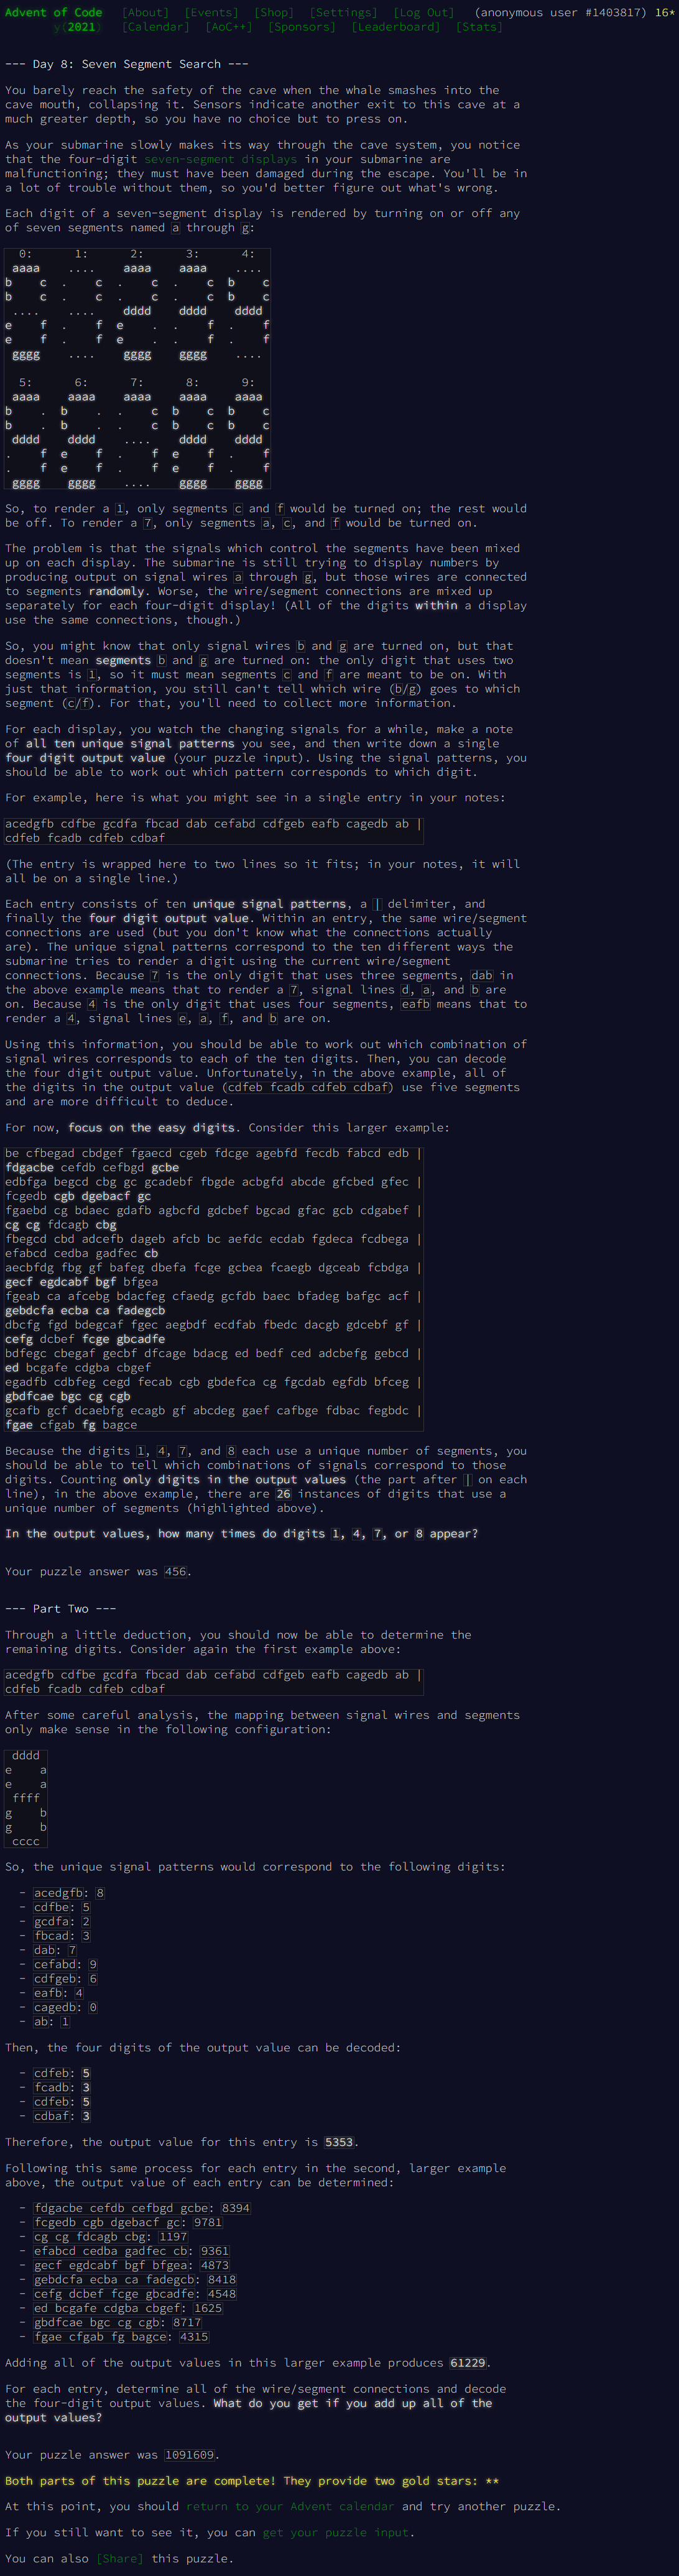 Advent of Code [About] [Events] [Shop] [Settings] [Log Out] (anonymous user #1403817) 16*
y(2021) [Calendar] [AoC++] [Sponsors] [Leaderboard] [Stats]
--- Day 8: Seven Segment Search ---
You barely reach the safety of the cave when the whale smashes into the
cave mouth, collapsing it. Sensors indicate another exit to this cave at a
much greater depth, so you have no choice but to press on.
As your submarine slowly makes its way through the cave system, you notice
that the four-digit seven-segment displays in your submarine are
malfunctioning; they must have been damaged during the escape. You'll be in
a lot of trouble without them, so you'd better figure out what's wrong.
Each digit of a seven-segment display is rendered by turning on or off any
of seven segments named a through g:
  0:      1:      2:      3:      4:
 aaaa    ....    aaaa    aaaa    ....
b    c  .    c  .    c  .    c  b    c
b    c  .    c  .    c  .    c  b    c
 ....    ....    dddd    dddd    dddd
e    f  .    f  e    .  .    f  .    f
e    f  .    f  e    .  .    f  .    f
 gggg    ....    gggg    gggg    ....
  5:      6:      7:      8:      9:
 aaaa    aaaa    aaaa    aaaa    aaaa
b    .  b    .  .    c  b    c  b    c
b    .  b    .  .    c  b    c  b    c
 dddd    dddd    ....    dddd    dddd
.    f  e    f  .    f  e    f  .    f
.    f  e    f  .    f  e    f  .    f
 gggg    gggg    ....    gggg    gggg
So, to render a 1, only segments c and f would be turned on; the rest would
be off. To render a 7, only segments a, c, and f would be turned on.
The problem is that the signals which control the segments have been mixed
up on each display. The submarine is still trying to display numbers by
producing output on signal wires a through g, but those wires are connected
to segments randomly. Worse, the wire/segment connections are mixed up
separately for each four-digit display! (All of the digits within a display
use the same connections, though.)
So, you might know that only signal wires b and g are turned on, but that
doesn't mean segments b and g are turned on: the only digit that uses two
segments is 1, so it must mean segments c and f are meant to be on. With
just that information, you still can't tell which wire (b/g) goes to which
segment (c/f). For that, you'll need to collect more information.
For each display, you watch the changing signals for a while, make a note
of all ten unique signal patterns you see, and then write down a single
four digit output value (your puzzle input). Using the signal patterns, you
should be able to work out which pattern corresponds to which digit.
For example, here is what you might see in a single entry in your notes:
acedgfb cdfbe gcdfa fbcad dab cefabd cdfgeb eafb cagedb ab |
cdfeb fcadb cdfeb cdbaf
(The entry is wrapped here to two lines so it fits; in your notes, it will
all be on a single line.)
Each entry consists of ten unique signal patterns, a | delimiter, and
finally the four digit output value. Within an entry, the same wire/segment
connections are used (but you don't know what the connections actually
are). The unique signal patterns correspond to the ten different ways the
submarine tries to render a digit using the current wire/segment
connections. Because 7 is the only digit that uses three segments, dab in
the above example means that to render a 7, signal lines d, a, and b are
on. Because 4 is the only digit that uses four segments, eafb means that to
render a 4, signal lines e, a, f, and b are on.
Using this information, you should be able to work out which combination of
signal wires corresponds to each of the ten digits. Then, you can decode
the four digit output value. Unfortunately, in the above example, all of
the digits in the output value (cdfeb fcadb cdfeb cdbaf) use five segments
and are more difficult to deduce.
For now, focus on the easy digits. Consider this larger example:
be cfbegad cbdgef fgaecd cgeb fdcge agebfd fecdb fabcd edb |
fdgacbe cefdb cefbgd gcbe
edbfga begcd cbg gc gcadebf fbgde acbgfd abcde gfcbed gfec |
fcgedb cgb dgebacf gc
fgaebd cg bdaec gdafb agbcfd gdcbef bgcad gfac gcb cdgabef |
cg cg fdcagb cbg
fbegcd cbd adcefb dageb afcb bc aefdc ecdab fgdeca fcdbega |
efabcd cedba gadfec cb
aecbfdg fbg gf bafeg dbefa fcge gcbea fcaegb dgceab fcbdga |
gecf egdcabf bgf bfgea
fgeab ca afcebg bdacfeg cfaedg gcfdb baec bfadeg bafgc acf |
gebdcfa ecba ca fadegcb
dbcfg fgd bdegcaf fgec aegbdf ecdfab fbedc dacgb gdcebf gf |
cefg dcbef fcge gbcadfe
bdfegc cbegaf gecbf dfcage bdacg ed bedf ced adcbefg gebcd |
ed bcgafe cdgba cbgef
egadfb cdbfeg cegd fecab cgb gbdefca cg fgcdab egfdb bfceg |
gbdfcae bgc cg cgb
gcafb gcf dcaebfg ecagb gf abcdeg gaef cafbge fdbac fegbdc |
fgae cfgab fg bagce
Because the digits 1, 4, 7, and 8 each use a unique number of segments, you
should be able to tell which combinations of signals correspond to those
digits. Counting only digits in the output values (the part after | on each
line), in the above example, there are 26 instances of digits that use a
unique number of segments (highlighted above).
In the output values, how many times do digits 1, 4, 7, or 8 appear?
Your puzzle answer was 456.
--- Part Two ---
Through a little deduction, you should now be able to determine the
remaining digits. Consider again the first example above:
acedgfb cdfbe gcdfa fbcad dab cefabd cdfgeb eafb cagedb ab |
cdfeb fcadb cdfeb cdbaf
After some careful analysis, the mapping between signal wires and segments
only make sense in the following configuration:
 dddd
e    a
e    a
 ffff
g    b
g    b
 cccc
So, the unique signal patterns would correspond to the following digits:
- acedgfb: 8
- cdfbe: 5
- gcdfa: 2
- fbcad: 3
- dab: 7
- cefabd: 9
- cdfgeb: 6
- eafb: 4
- cagedb: 0
- ab: 1
Then, the four digits of the output value can be decoded:
- cdfeb: 5
- fcadb: 3
- cdfeb: 5
- cdbaf: 3
Therefore, the output value for this entry is 5353.
Following this same process for each entry in the second, larger example
above, the output value of each entry can be determined:
- fdgacbe cefdb cefbgd gcbe: 8394
- fcgedb cgb dgebacf gc: 9781
- cg cg fdcagb cbg: 1197
- efabcd cedba gadfec cb: 9361
- gecf egdcabf bgf bfgea: 4873
- gebdcfa ecba ca fadegcb: 8418
- cefg dcbef fcge gbcadfe: 4548
- ed bcgafe cdgba cbgef: 1625
- gbdfcae bgc cg cgb: 8717
- fgae cfgab fg bagce: 4315
Adding all of the output values in this larger example produces 61229.
For each entry, determine all of the wire/segment connections and decode
the four-digit output values. What do you get if you add up all of the
output values?
Your puzzle answer was 1091609.
Both parts of this puzzle are complete! They provide two gold stars: **
At this point, you should return to your Advent calendar and try another puzzle.
If you still want to see it, you can get your puzzle input.
You can also [Share] this puzzle.